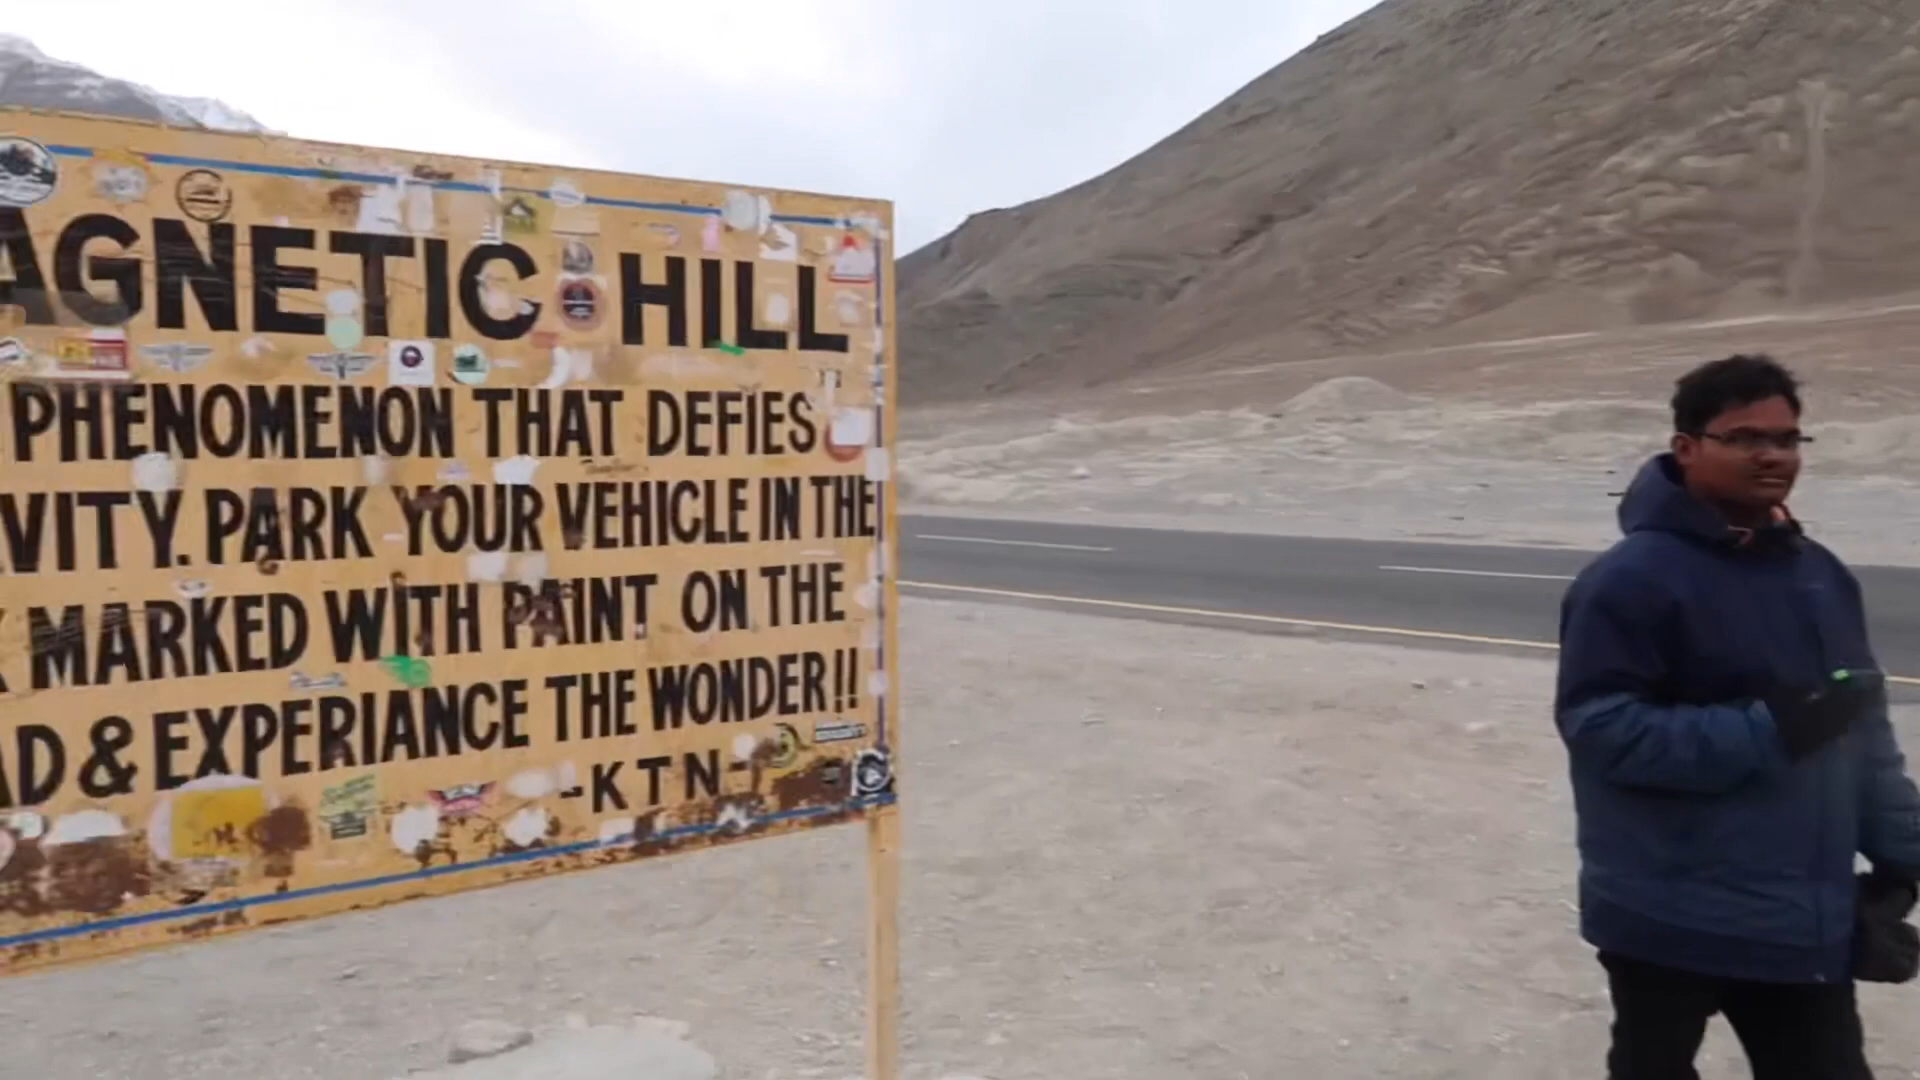 AGNETIC HILL
PHENOMENON THAT DEFIES
VITY. PARK YOUR VEHICLE IN THE
MARKED WITH PAINT ON THE
AD & EXPERIANCE THE WONDER!!
-KTN-